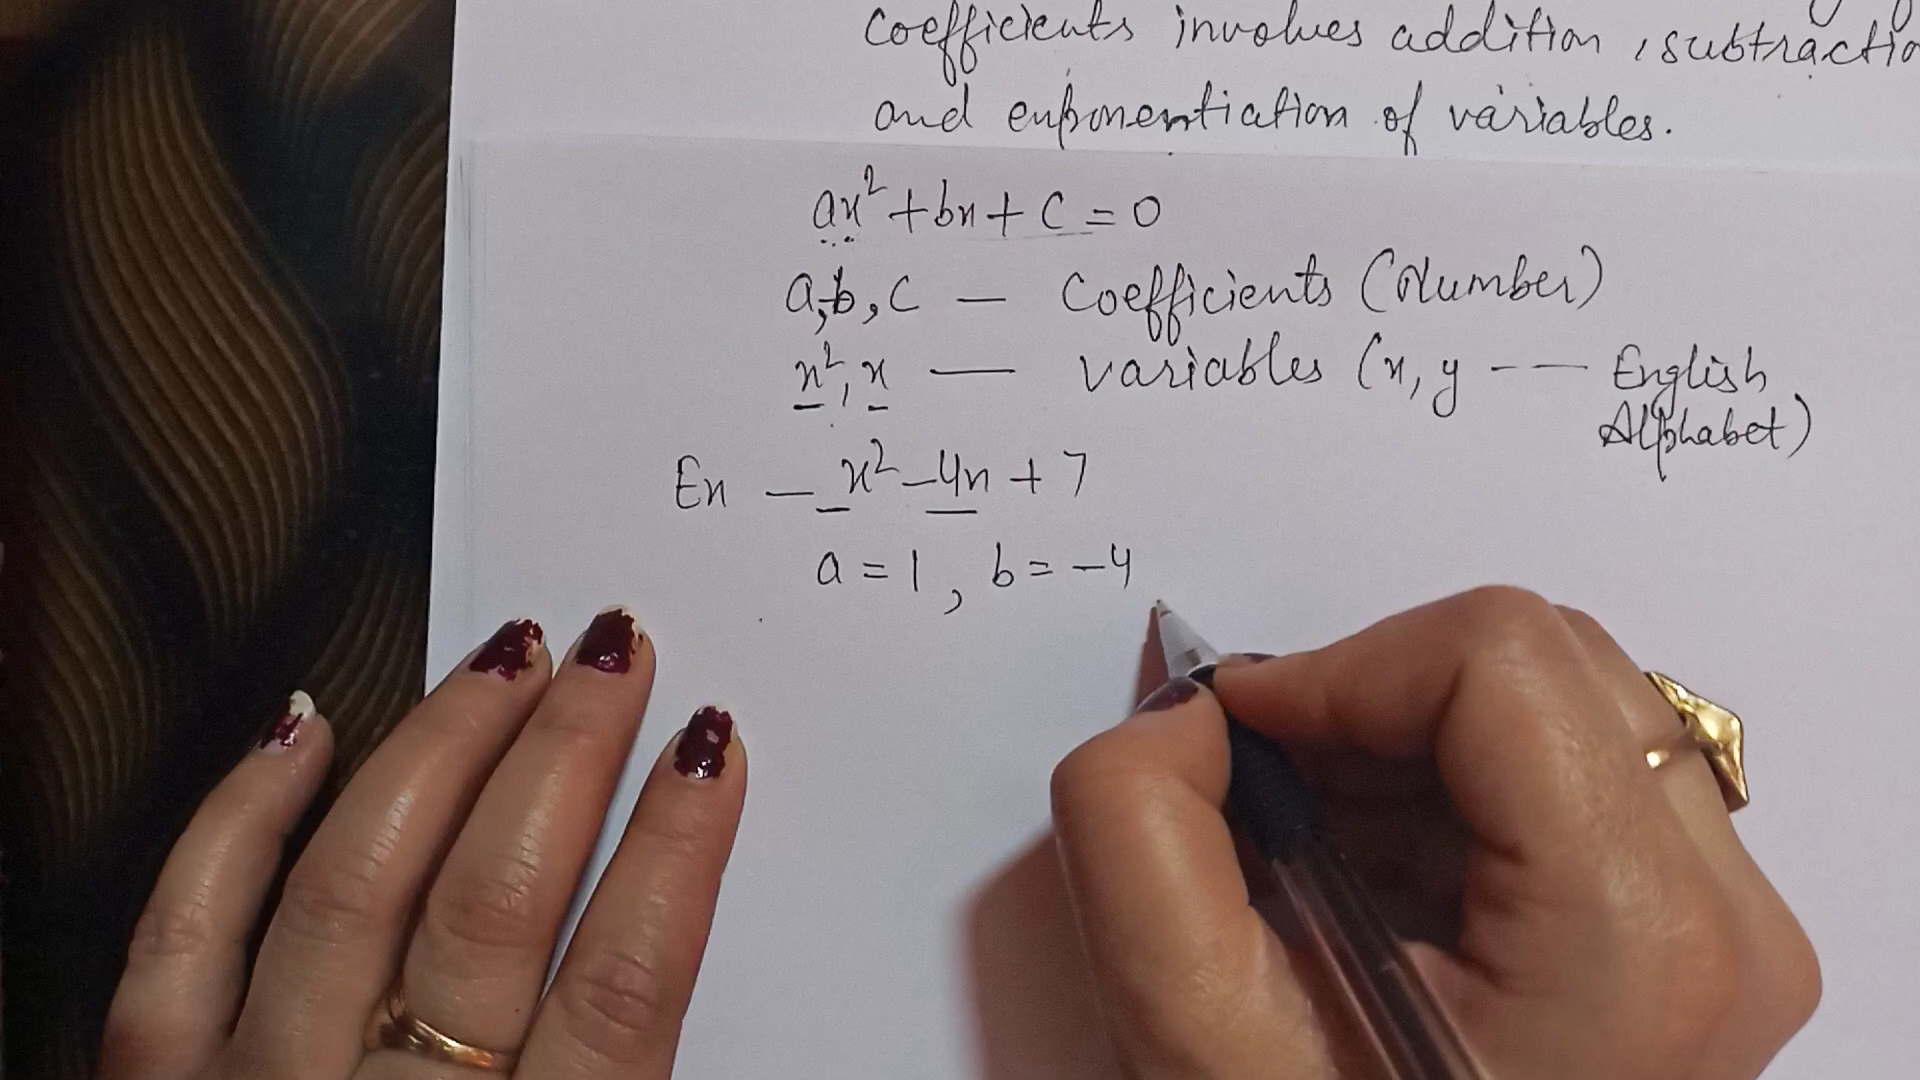 coefficients involves addition, subtractio
and exponentiation of variables.
ax² + bx + c = 0
a, b, c — Coefficients (Number)
x², x — variables (x, y --- English
Alphabet)
Ex — x² - 4x + 7
a = 1, b = -4